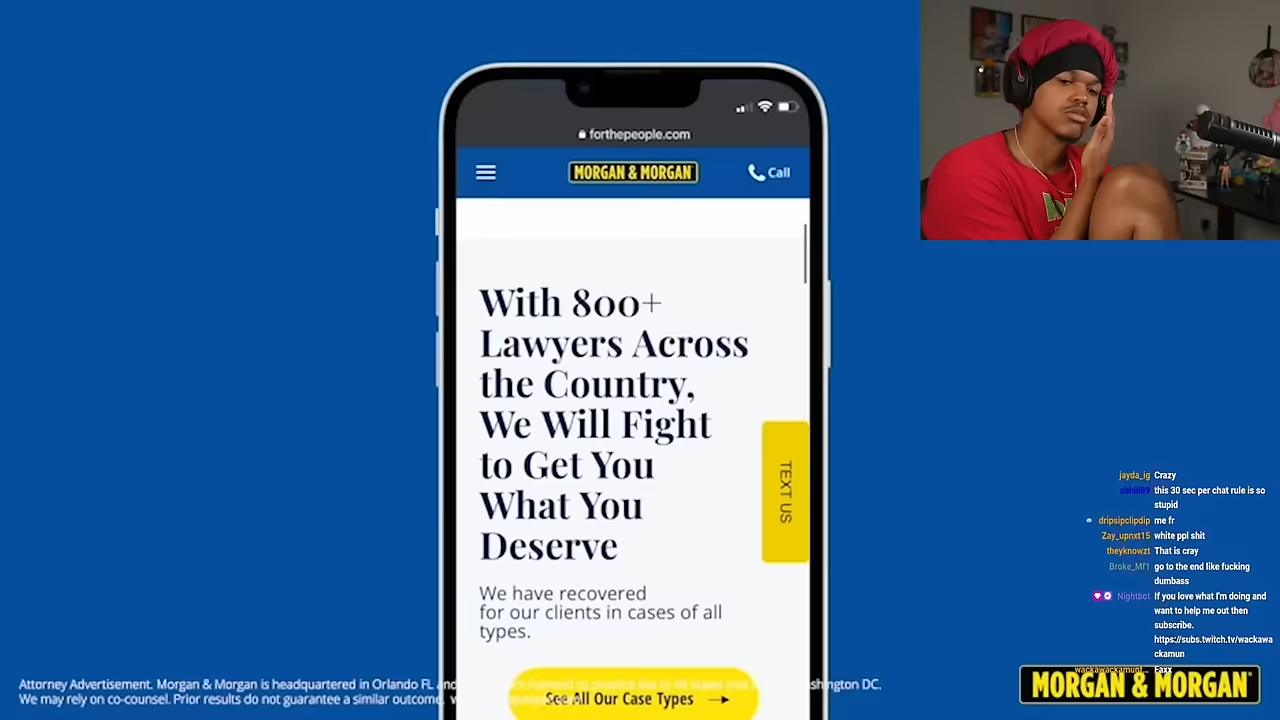 forthepeople.com
MORGAN & MORGAN
Call
With 800+
Lawyers Across
the Country,
We Will Fight
to Get You
What You
Deserve
TEXT US
We have recovered
for our clients in cases of all
types.
See All Our Case Types
Attorney Advertisement. Morgan & Morgan is headquartered in Orlando FL and
We may rely on co-counsel. Prior results do not guarantee a similar outcome.
MORGAN & MORGAN
jayda_ig Crazy
abhiii89 this 30 sec per chat rule is so
stupid
dripsipclipdip me fr
Zay_upnxt15 white ppl shit
theyknowzt That is cray
Broke_Mf1 go to the end like fucking
dumbass
Nightbot If you love what I'm doing and
want to help me out then
subscribe.
https://subs.twitch.tv/wackawa
ckamun
Faxx